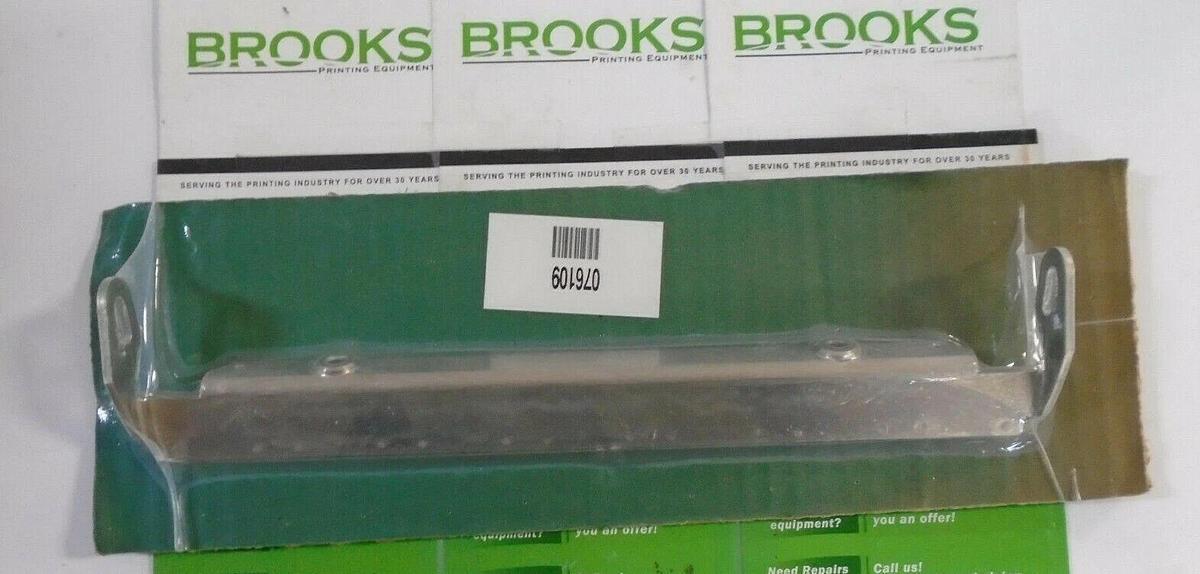 BROOKS
PRINTING EQUIPMENT
BROOKS
PRINTING EQUIPMENT
BROOKS
PRINTING EQUIPMENT
SERVING THE PRINTING INDUSTRY FOR OVER 30 YEARS
SERVING THE PRINTING INDUSTRY FOR OVER 30 YEARS
SERVING THE PRINTING INDUSTRY FOR OVER 30 YEARS
076109
equipment?
you an offer!
equipment?
you an offer!
Need Repairs
Call us!